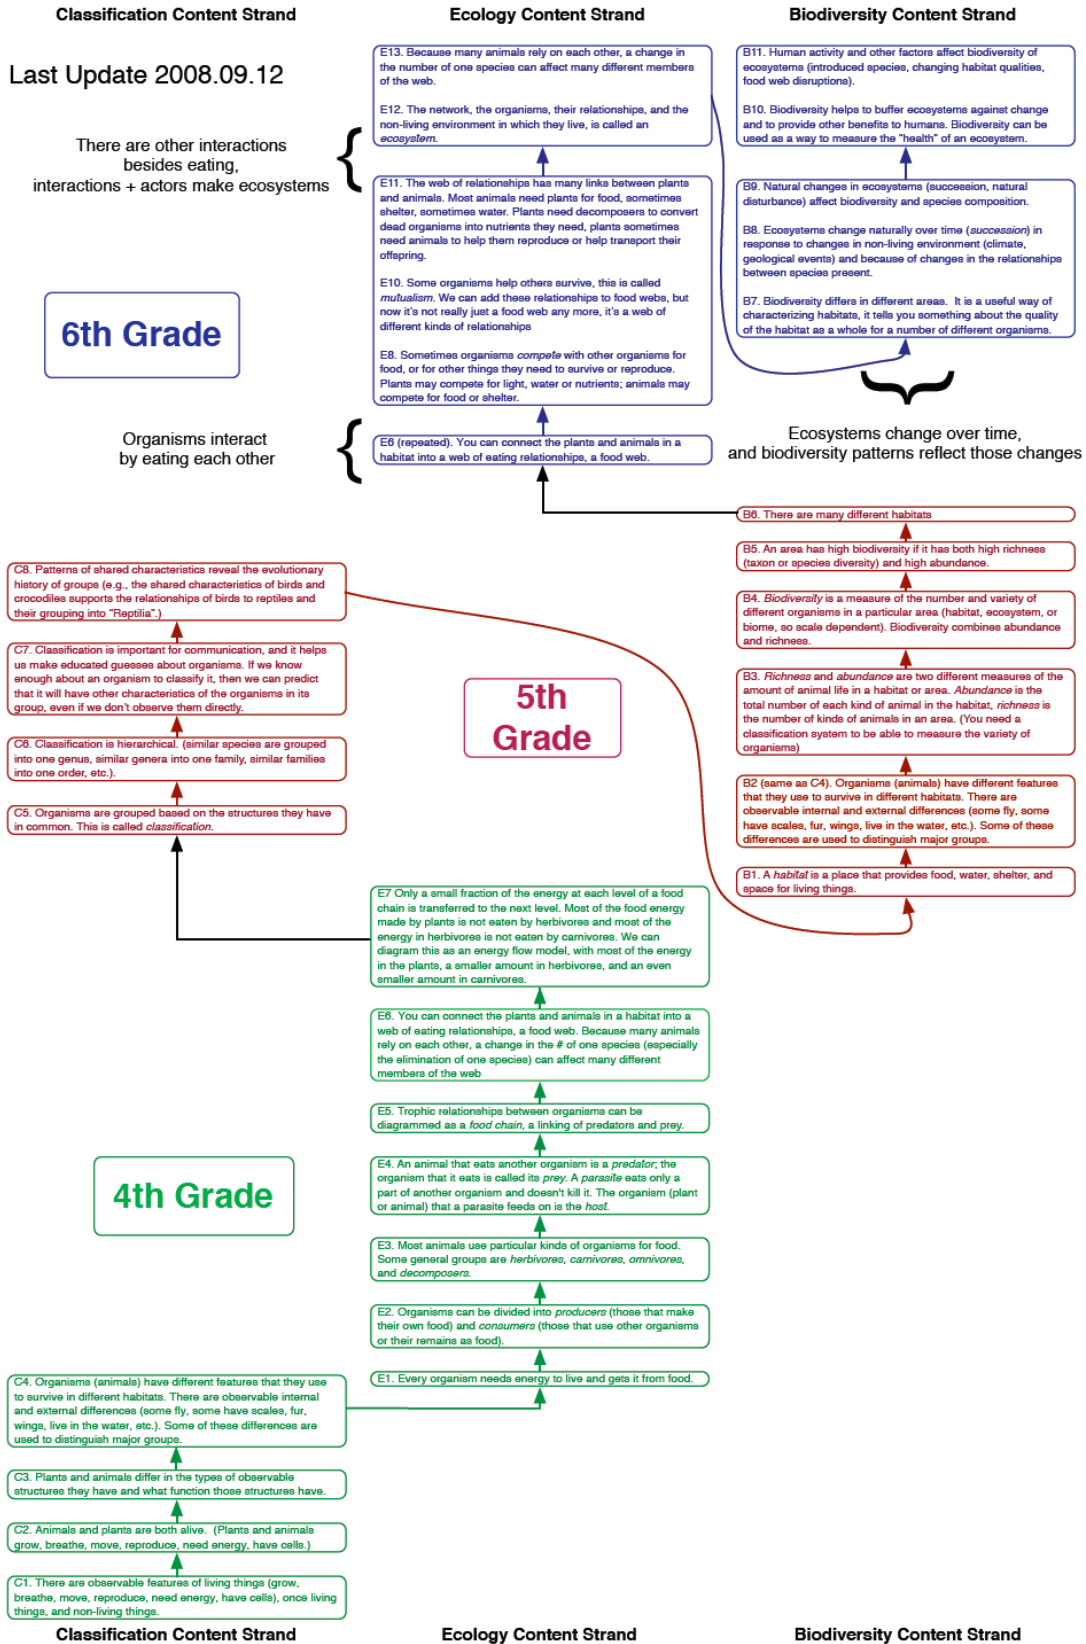 Classification Content Strand
Ecology Content Strand
Biodiversity Content Strand
Last Update 2008.09.12
E13. Because many animals rely on each other, a change in
the number of one species can affect many different members
of the web.
E12. The network, the organisms, their relationships, and the
non-living environment in which they live, is called an
ecosystem.
B11. Human activity and other factors affect biodiversity of
ecosystems (introduced species, changing habitat qualities,
food web disruptions).
B10. Biodiversity helps to buffer ecosystems against change
and to provide other benefits to humans. Biodiversity can be
used as a way to measure the "health" of an ecosystem.
There are other interactions
besides eating,
interactions + actors make ecosystems
E11. The web of relationships has many links between plants
and animals. Most animals need plants for food, sometimes
shelter, sometimes water. Plants need decomposers to convert
dead organisms into nutrients they need, plants sometimes
need animals to help them reproduce or help transport their
offspring.
E10. Some organisms help others survive, this is called
mutualism. We can add these relationships to food webs, but
now it's not really just a food web any more, it's a web of
different kinds of relationships
E8. Sometimes organisms compete with other organisms for
food, or for other things they need to survive or reproduce.
Plants may compete for light, water or nutrients; animals may
compete for food or shelter.
B9. Natural changes in ecosystems (succession, natural
disturbance) affect biodiversity and species composition.
B8. Ecosystems change naturally over time (succession) in
response to changes in non-living environment (climate,
geological events) and because of changes in the relationships
between species present.
B7. Biodiversity differs in different areas.  It is a useful way of
characterizing habitats, it tells you something about the quality
of the habitat as a whole for a number of different organisms.
6th Grade
Organisms interact
by eating each other
E6 (repeated). You can connect the plants and animals in a
habitat into a web of eating relationships, a food web.
Ecosystems change over time,
and biodiversity patterns reflect those changes
B6. There are many different habitats
B5. An area has high biodiversity if it has both high richness
(taxon or species diversity) and high abundance.
B4. Biodiversity is a measure of the number and variety of
different organisms in a particular area (habitat, ecosystem, or
biome, so scale dependent). Biodiversity combines abundance
and richness.
B3. Richness and abundance are two different measures of the
amount of animal life in a habitat or area. Abundance is the
total number of each kind of animal in the habitat, richness is
the number of kinds of animals in an area. (You need a
classification system to be able to measure the variety of
organisms)
B2 (same as C4). Organisms (animals) have different features
that they use to survive in different habitats. There are
observable internal and external differences (some fly, some
have scales, fur, wings, live in the water, etc.). Some of these
differences are used to distinguish major groups.
B1. A habitat is a place that provides food, water, shelter, and
space for living things.
C8. Patterns of shared characteristics reveal the evolutionary
history of groups (e.g., the shared characteristics of birds and
crocodiles supports the relationships of birds to reptiles and
their grouping into "Reptilia".)
C7. Classification is important for communication, and it helps
us make educated guesses about organisms. If we know
enough about an organism to classify it, then we can predict
that it will have other characteristics of the organisms in its
group, even if we don't observe them directly.
C6. Classification is hierarchical. (similar species are grouped
into one genus, similar genera into one family, similar families
into one order, etc.).
C5. Organisms are grouped based on the structures they have
in common. This is called classification.
5th
Grade
E7 Only a small fraction of the energy at each level of a food
chain is transferred to the next level. Most of the food energy
made by plants is not eaten by herbivores and most of the
energy in herbivores is not eaten by carnivores. We can
diagram this as an energy flow model, with most of the energy
in the plants, a smaller amount in herbivores, and an even
smaller amount in carnivores.
E6. You can connect the plants and animals in a habitat into a
web of eating relationships, a food web. Because many animals
rely on each other, a change in the # of one species (especially
the elimination of one species) can affect many different
members of the web
E5. Trophic relationships between organisms can be
diagrammed as a food chain, a linking of predators and prey.
E4. An animal that eats another organism is a predator; the
organism that it eats is called its prey. A parasite eats only a
part of another organism and doesn't kill it. The organism (plant
or animal) that a parasite feeds on is the host.
E3. Most animals use particular kinds of organisms for food.
Some general groups are herbivores, carnivores, omnivores,
and decomposers.
E2. Organisms can be divided into producers (those that make
their own food) and consumers (those that use other organisms
or their remains as food).
E1. Every organism needs energy to live and gets it from food.
4th Grade
C4. Organisms (animals) have different features that they use
to survive in different habitats. There are observable internal
and external differences (some fly, some have scales, fur,
wings, live in the water, etc.). Some of these differences are
used to distinguish major groups.
C3. Plants and animals differ in the types of observable
structures they have and what function those structures have.
C2. Animals and plants are both alive.  (Plants and animals
grow, breathe, move, reproduce, need energy, have cells.)
C1. There are observable features of living things (grow,
breathe, move, reproduce, need energy, have cells), once living
things, and non-living things.
Classification Content Strand
Ecology Content Strand
Biodiversity Content Strand